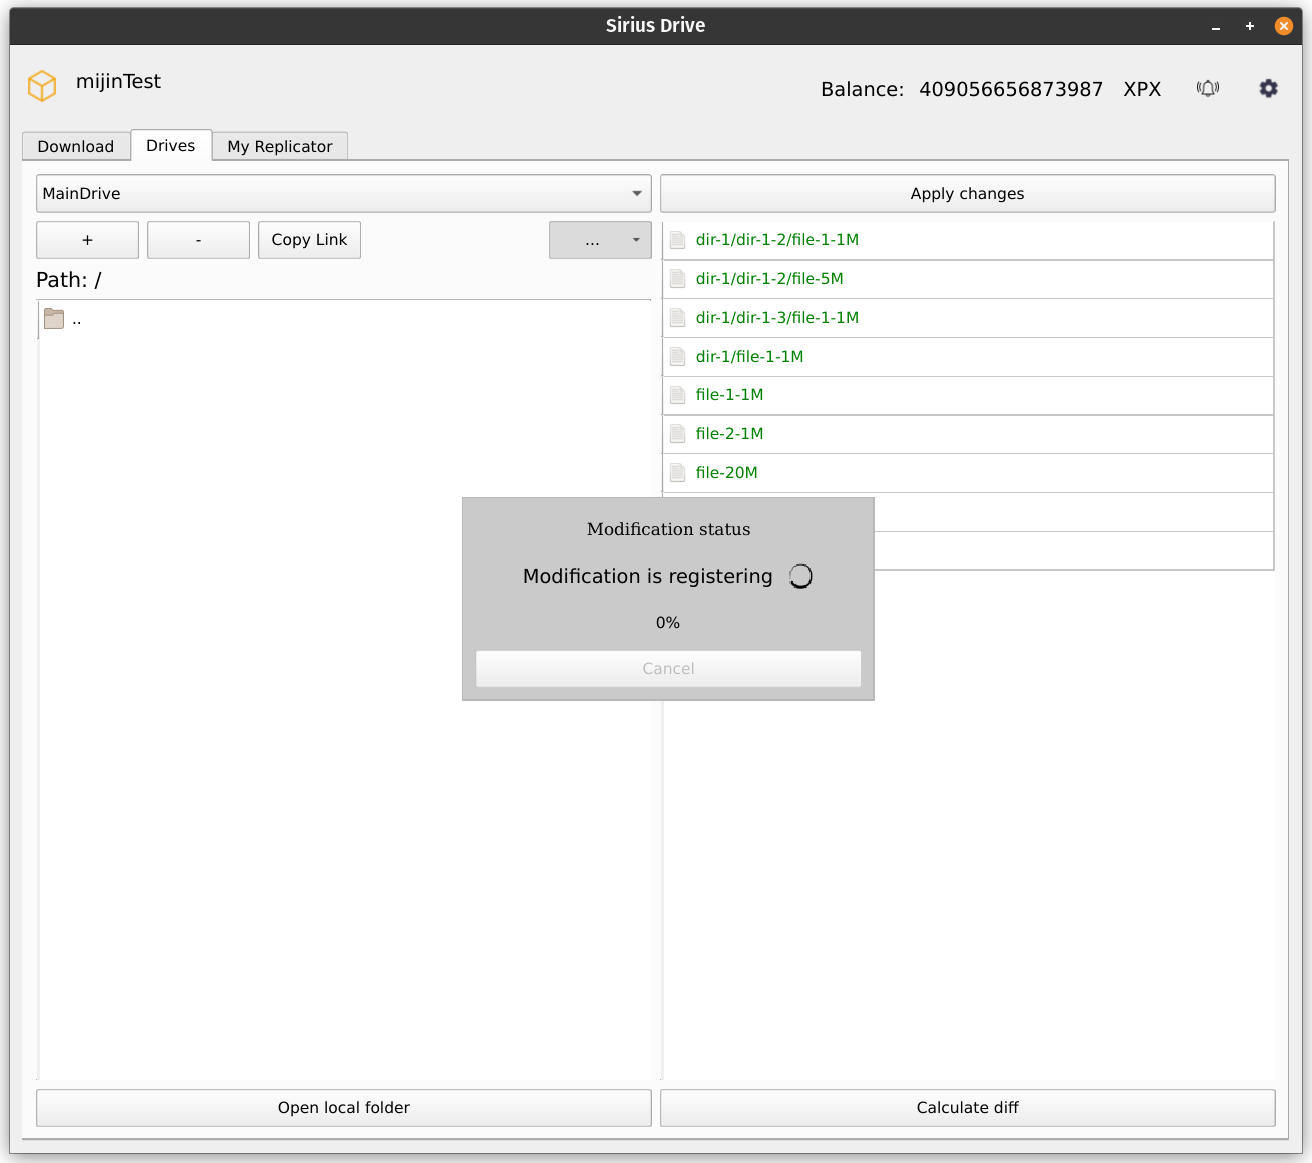 Sirius Drive
mijinTest
Balance: 409056656873987 XPX
Download Drives My Replicator
MainDrive
Apply changes
+ - Copy Link ...
Path: /
..
dir-1/dir-1-2/file-1-1M
dir-1/dir-1-2/file-5M
dir-1/dir-1-3/file-1-1M
dir-1/file-1-1M
file-1-1M
file-2-1M
file-20M
Modification status
Modification is registering
0%
Cancel
Open local folder
Calculate diff